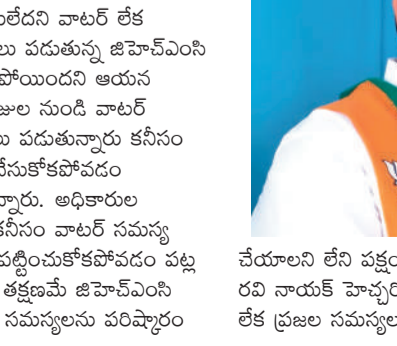 లేదని వాటర్ లేక
లు పడుతున్న జిహెచ్ఎంసి
పోయిందని ఆయన
జుల నుండి వాటర్
లు పడుతున్నారు కనీసం
చేసుకోకపోవడం
న్నారు. అధికారుల
కనీసం వాటర్ సమస్య
పట్టించుకోకపోవడం పట్ల
తక్షణమే జిహెచ్ఎంసి
సమస్యలను పరిష్కారం
చేయాలని లేని పక్షం
రవి నాయక్ హెచ్చరి
లేక ప్రజల సమస్యల